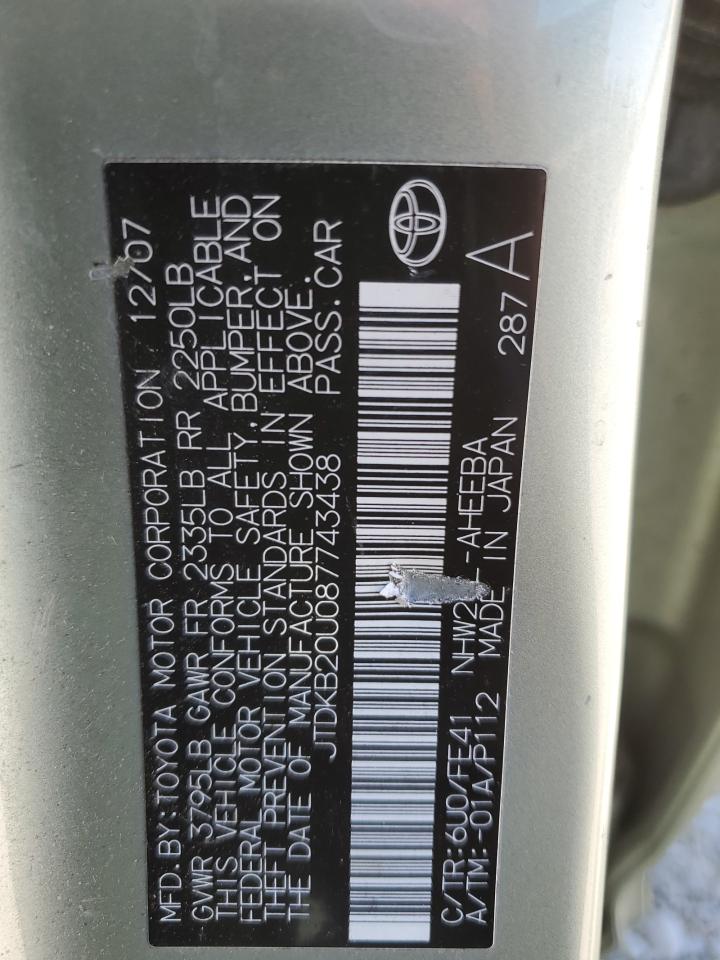 MFD. BY:TOYOTA MOTOR CORPORATION 12/07
GVWR 3795LB GAWR FR 2335LB RR 2250LB
THIS VEHICLE CONFORMS TO ALL APPLICABLE
FEDERAL MOTOR VEHICLE SAFETY,BUMPER,AND
THEFT PREVENTION STANDARDS IN EFFECT ON
THE DATE OF MANUFACTURE SHOWN ABOVE.
JTDKB20U087743438 PASS.CAR
C/TR:6U0/FE41 NHW2 -AHEEBA
A/TM:-01A/P112 MADE IN JAPAN 287 A